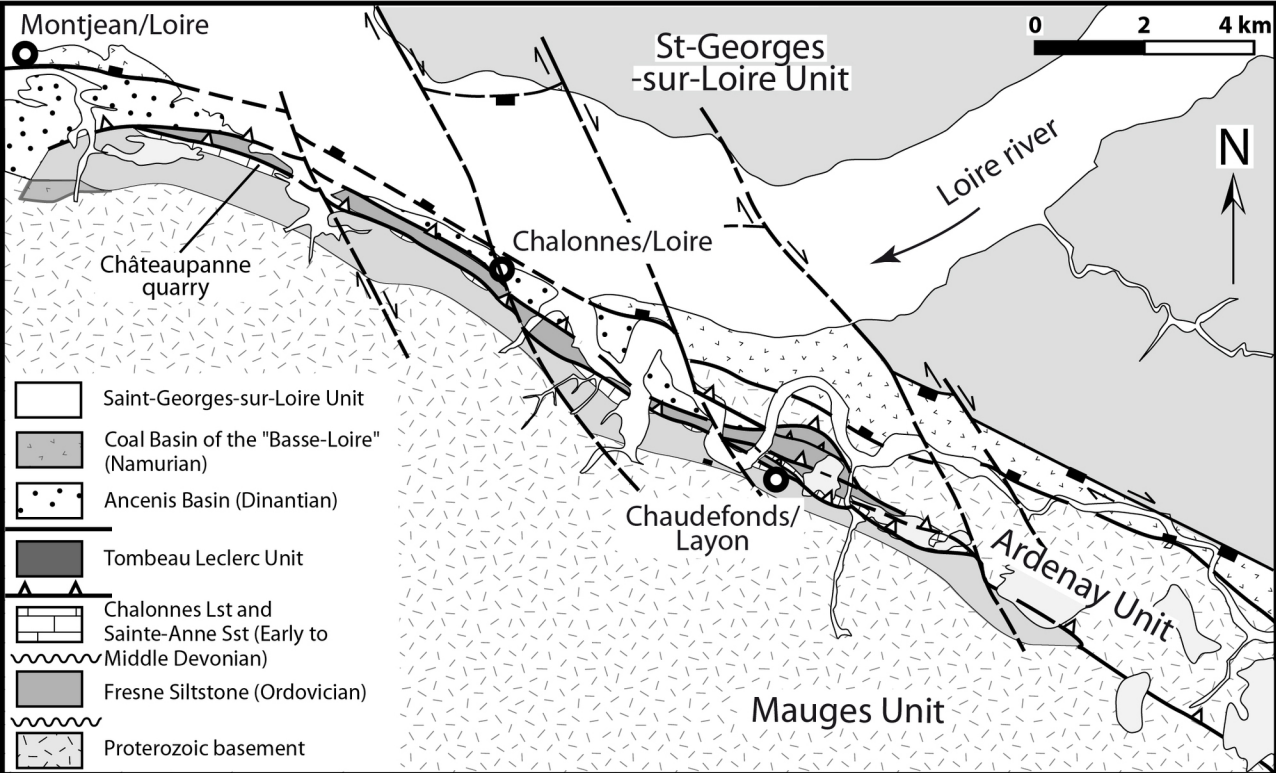 Montjean/Loire
St-Georges
-sur-Loire Unit
0 2 4 km
N
Loire river
Châteaupanne
quarry
Chalonnes/Loire
Saint-Georges-sur-Loire Unit
Coal Basin of the "Basse-Loire"
(Namurian)
Ancenis Basin (Dinantian)
Tombeau Leclerc Unit
Chalonnes Lst and
Sainte-Anne Sst (Early to
Middle Devonian)
Fresne Siltstone (Ordovician)
Proterozoic basement
Chaudefonds/
Layon
Ardenay Unit
Mauges Unit